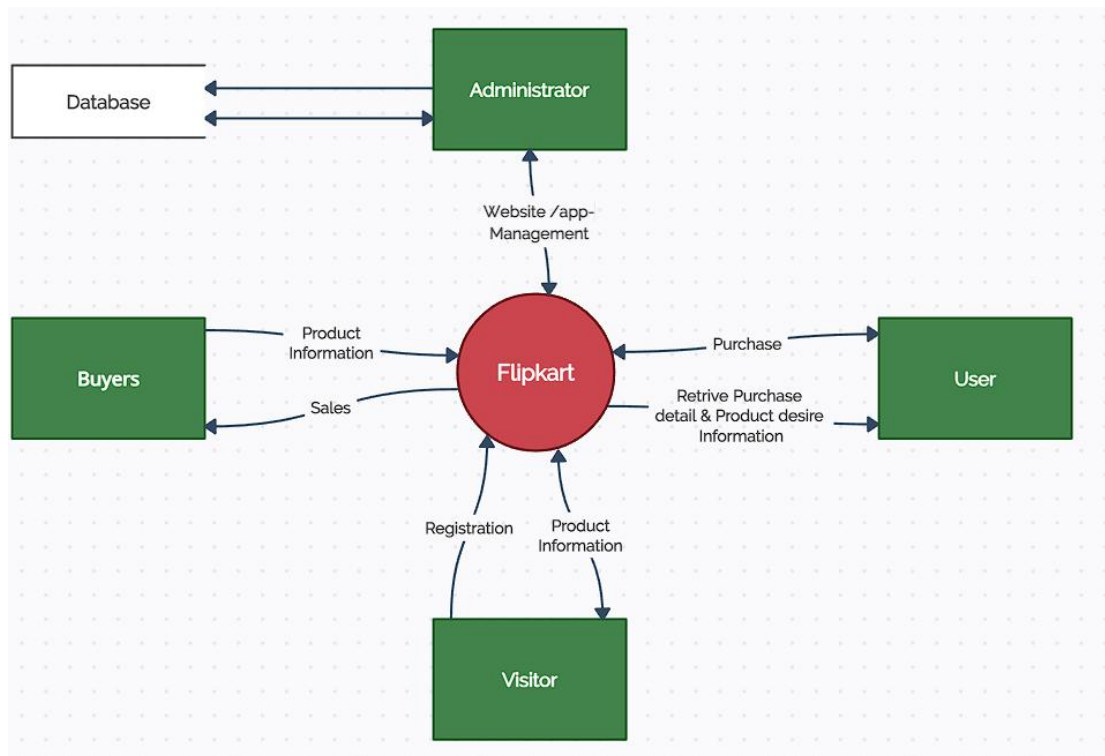 Administrator
Database
Website /app-
Management
Product
Information
Buyers
Flipkart
Purchase
User
Sales
Retrive Purchase
detail & Product desire
Information
Registration
Product
Information
Visitor